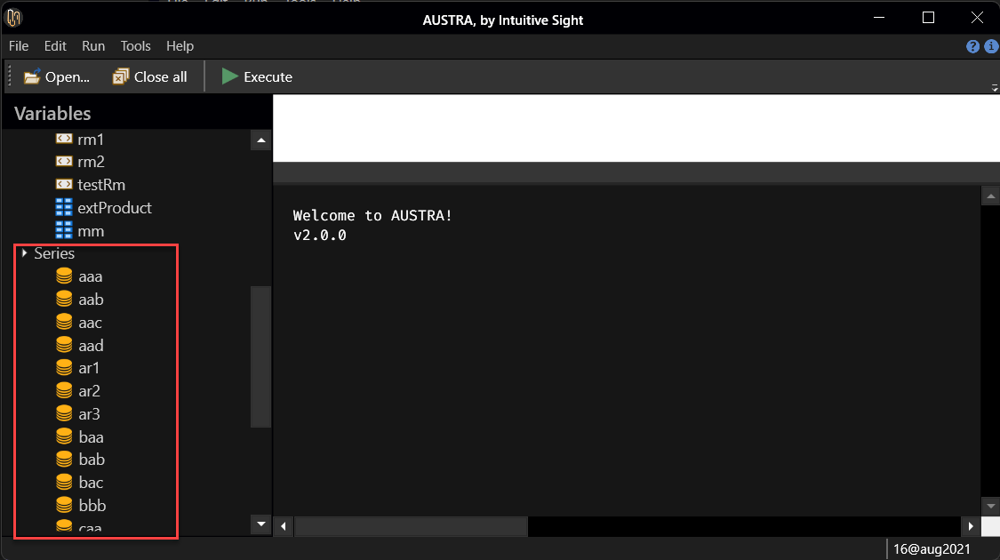 AUSTRA, by Intuitive Sight
File Edit Run Tools Help
Open... Close all Execute
Variables
rm1
rm2
testRm
extProduct
mm
Series
aaa
aab
aac
aad
ar1
ar2
ar3
baa
bab
bac
bbb
caa
Welcome to AUSTRA!
v2.0.0
16@aug2021